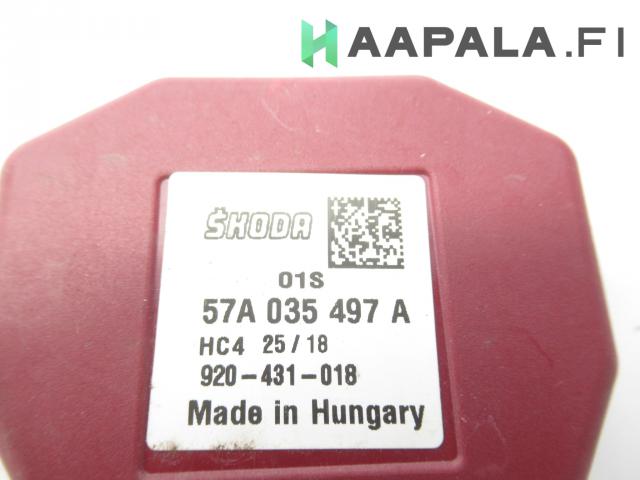 HAAPALA.FI
ŠKODA
01S
57A 035 497 A
HC4 25/18
920-431-018
Made in Hungary